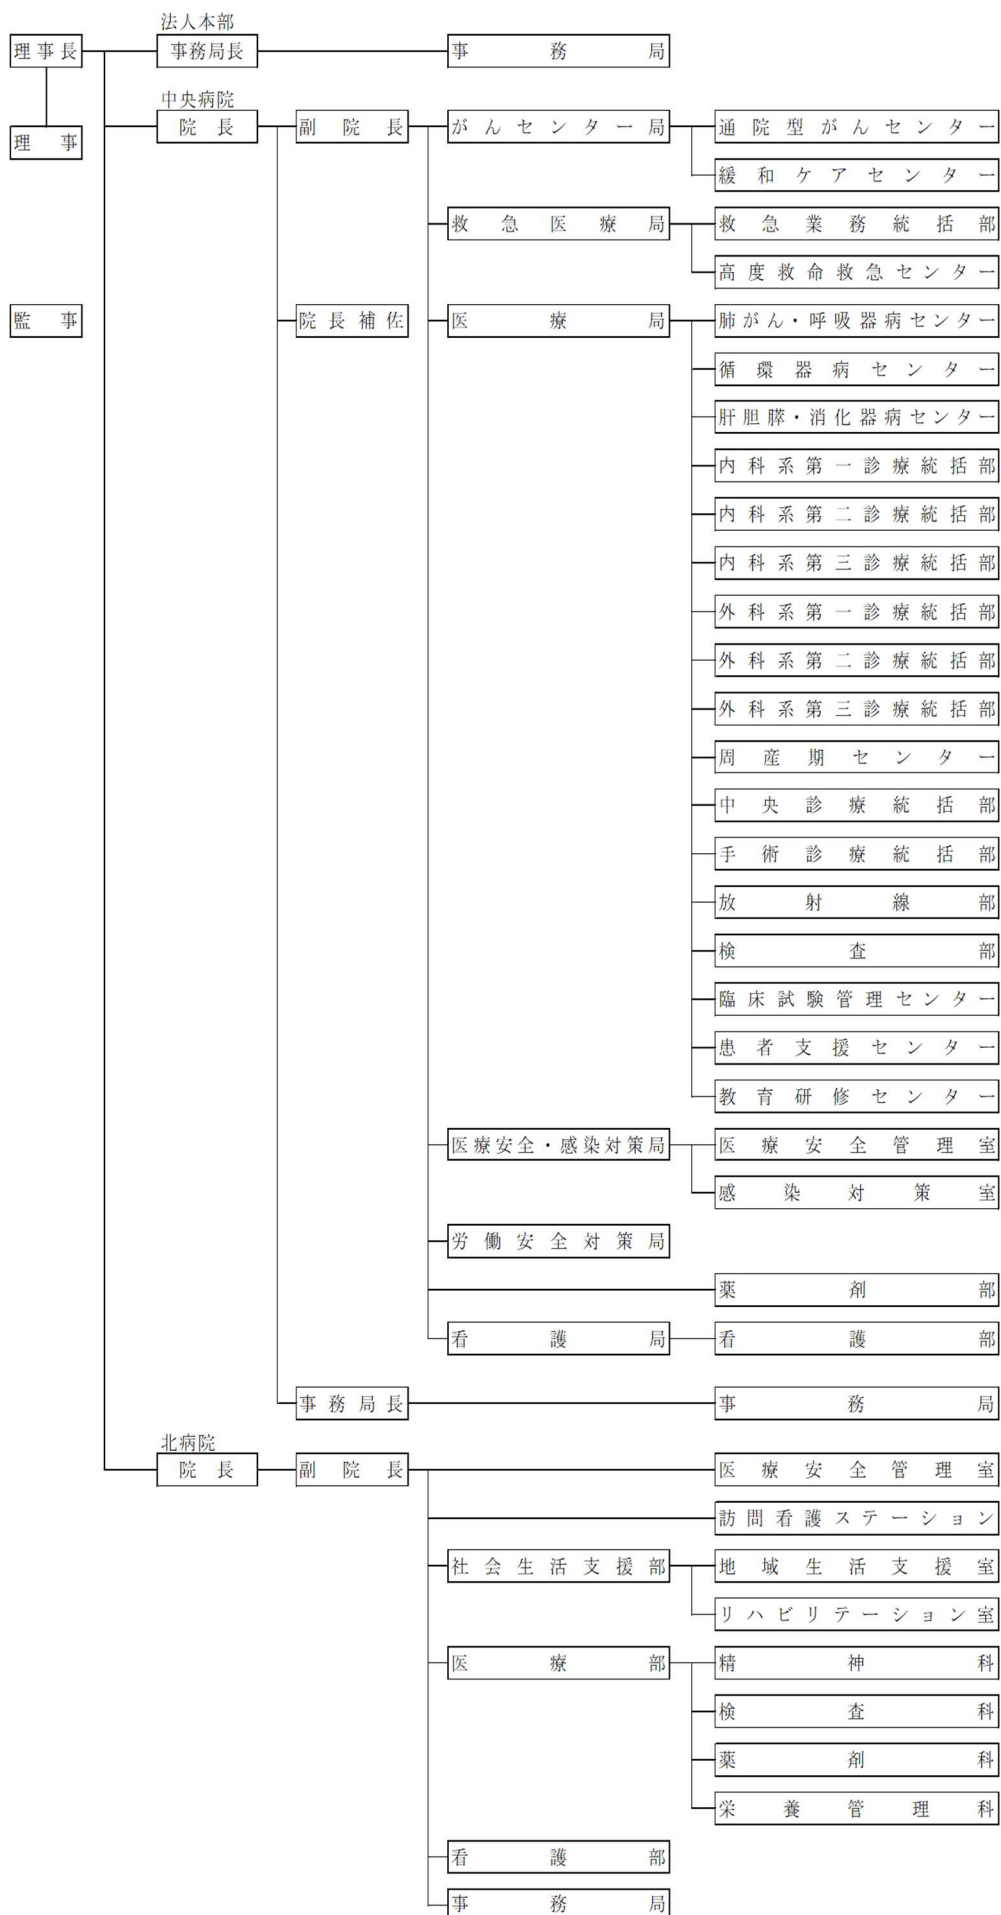 法人本部
理事長 事務局長 事務局
中央病院
院長 副院長 がんセンター局 通院型がんセンター
理事
緩和ケアセンター
救急医療局 救急業務統括部
高度救命救急センター
監事 院長補佐 医療局 肺がん・呼吸器病センター
循環器病センター
肝胆膵・消化器病センター
内科系第一診療統括部
内科系第二診療統括部
内科系第三診療統括部
外科系第一診療統括部
外科系第二診療統括部
外科系第三診療統括部
周産期センター
中央診療統括部
手術診療統括部
放射線部
検査部
臨床試験管理センター
患者支援センター
教育研修センター
医療安全・感染対策局 医療安全管理室
感染対策室
労働安全対策局
薬剤部
看護局 看護部
事務局長 事務局
北病院
院長 副院長 医療安全管理室
訪問看護ステーション
社会生活支援部 地域生活支援室
リハビリテーション室
医療部 精神科
検査科
薬剤科
栄養管理科
看護部
事務局